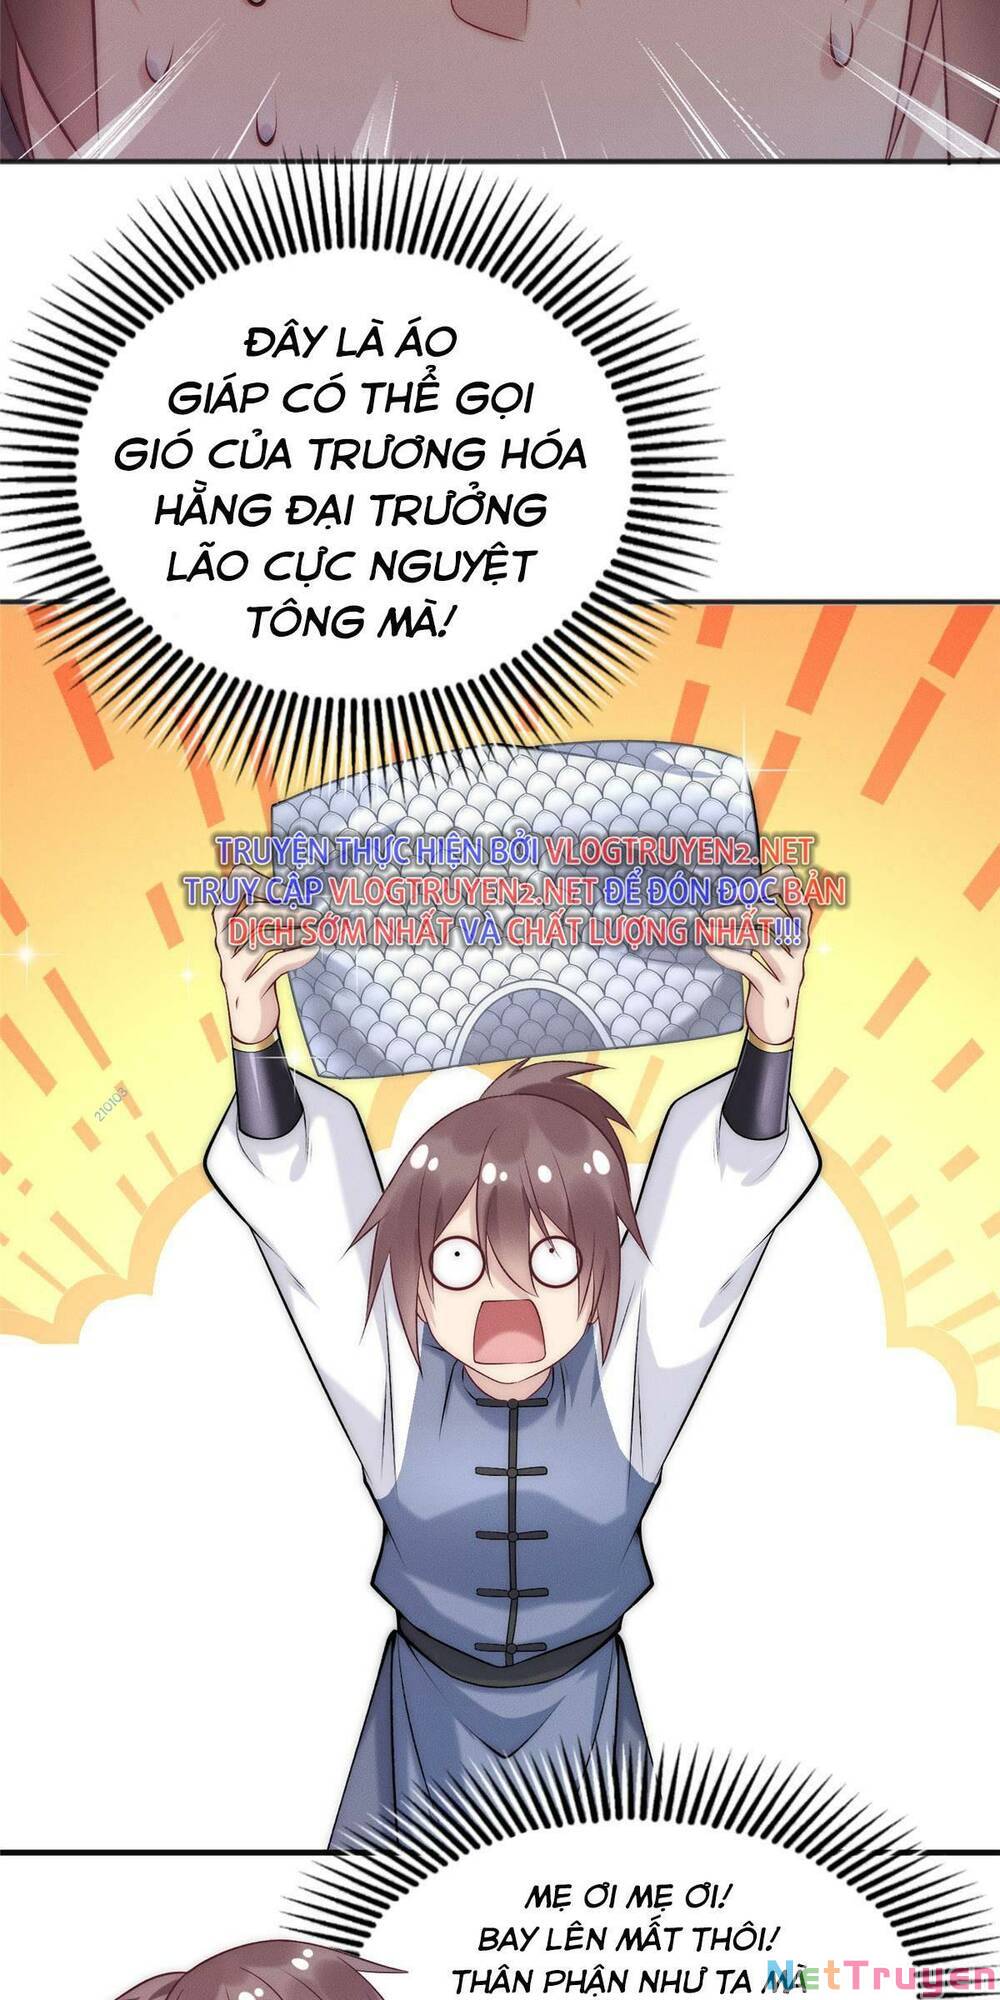 ĐÂY LÀ ÁO
GIÁP CÓ THỂ GỌI
GIÓ CỦA TRƯƠNG HÓA
HẰNG ĐẠI TRƯỞNG
LÃO CỰC NGUYỆT
TÔNG MÀ!
TRUYỆN THỰC HIỆN BỞI VLOGTRUYEN2.NET
TRUY CẬP VLOGTRUYEN2.NET ĐỂ ĐÓN ĐỌC BẢN
DỊCH SỚM NHẤT VÀ CHẤT LƯỢNG NHẤT!!!
210103
MẸ ƠI MẸ ƠI!
BAY LÊN MẤT THÔI!
THÂN PHẬN NHƯ TA MÀ
NetTruyen